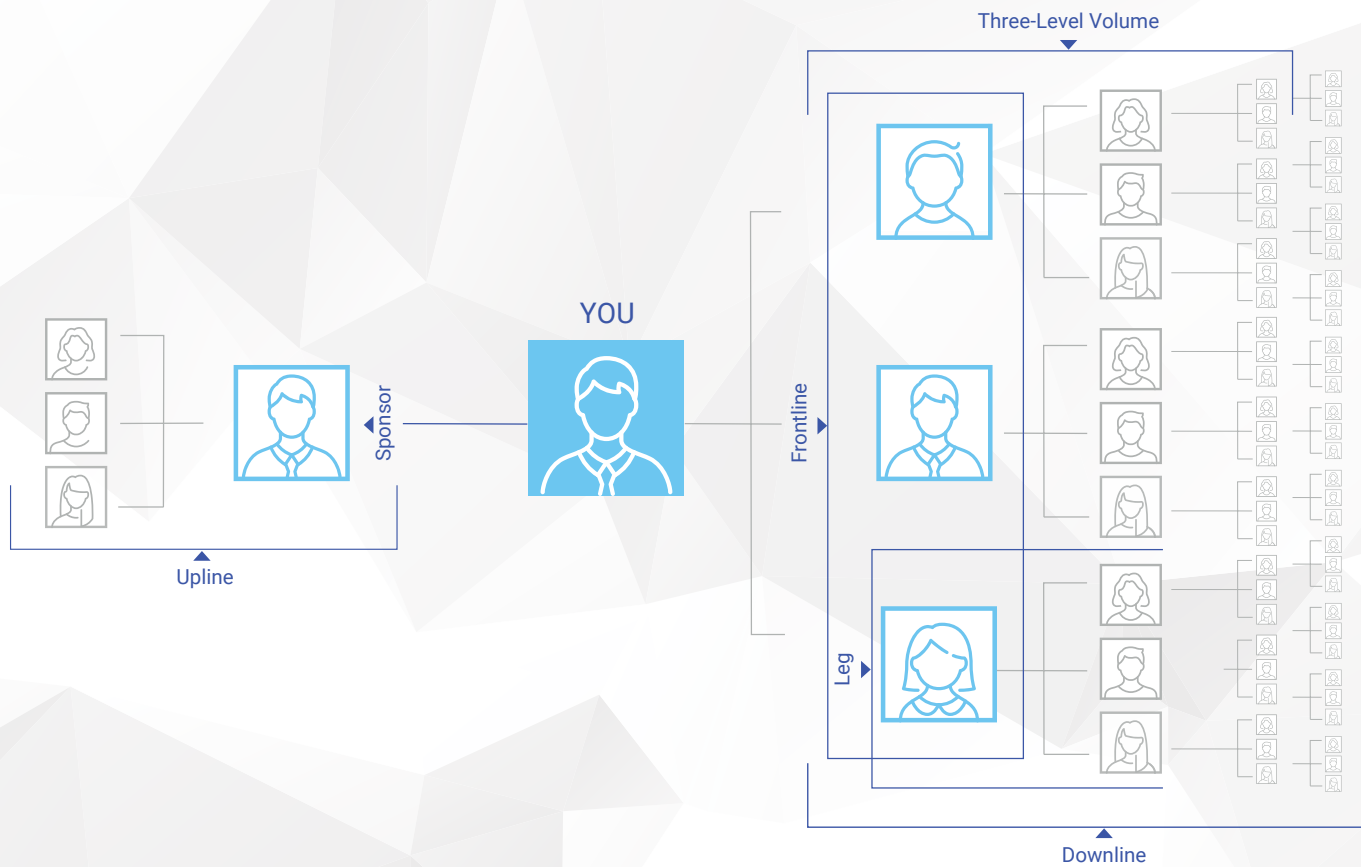 Three-Level Volume
YOU
Sponsor
Frontline
Upline
Leg
Downline